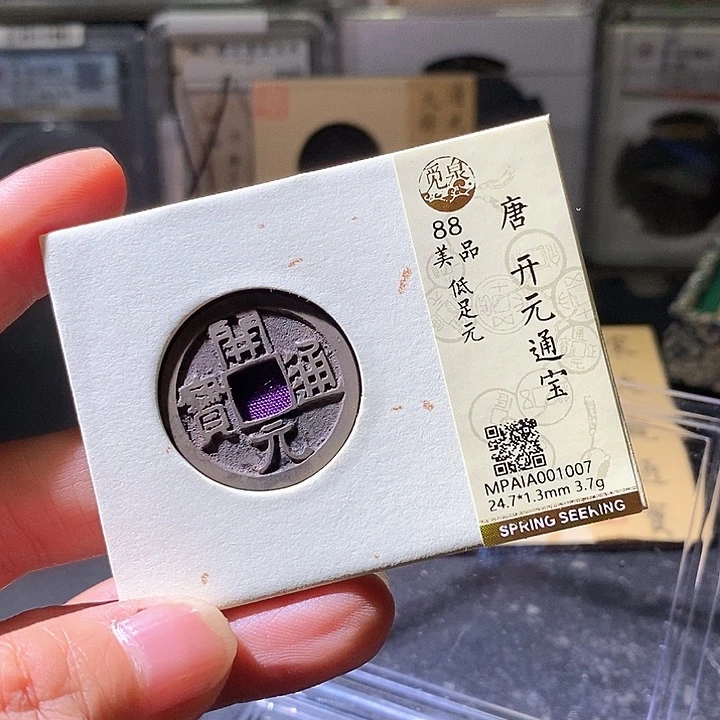 開通元寶
觅泉
88
美品
低足元
唐
开元通宝
MPAIA001007
24.7*1.3mm 3.7g
SPRING SEEKING